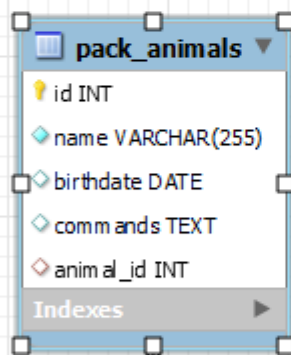 pack_animals
id INT
name VARCHAR(255)
birthdate DATE
commands TEXT
animal_id INT
Indexes